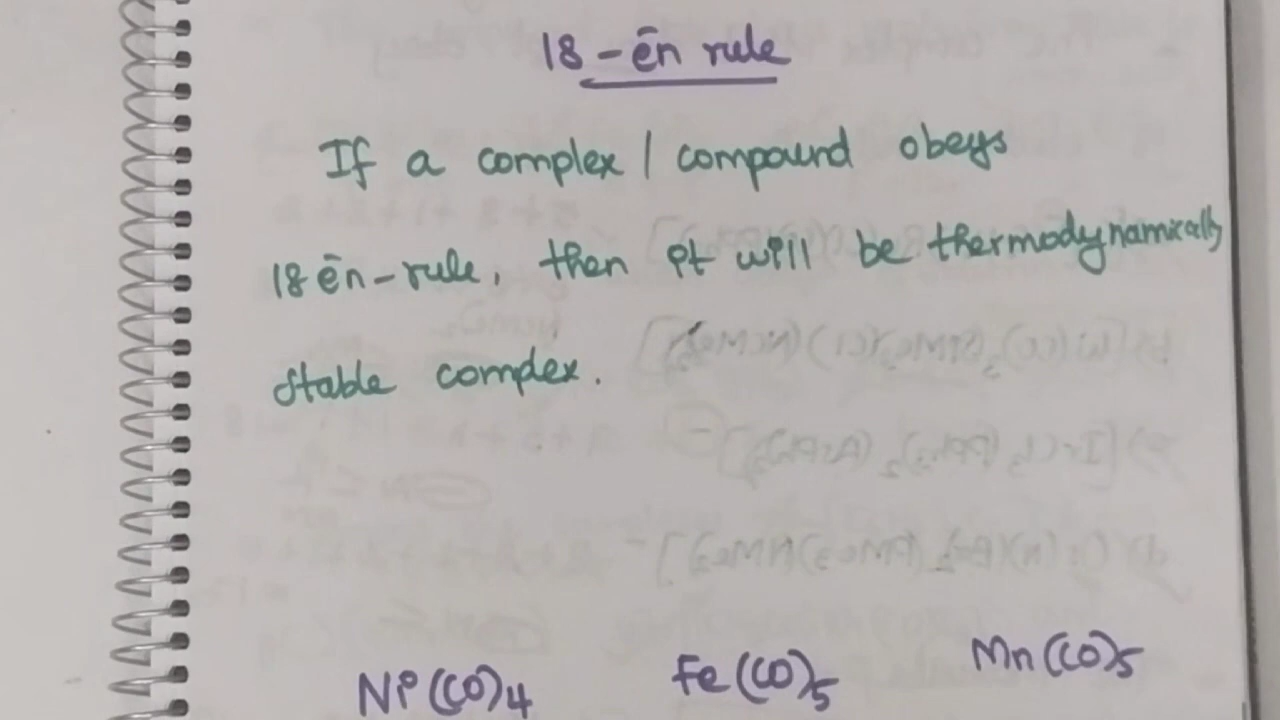 18-ēn rule
If a complex / compound obeys
18 ēn-rule, then it will be thermodynamically
stable complex.
Ni(CO)4 Fe(CO)5 Mn(CO)5